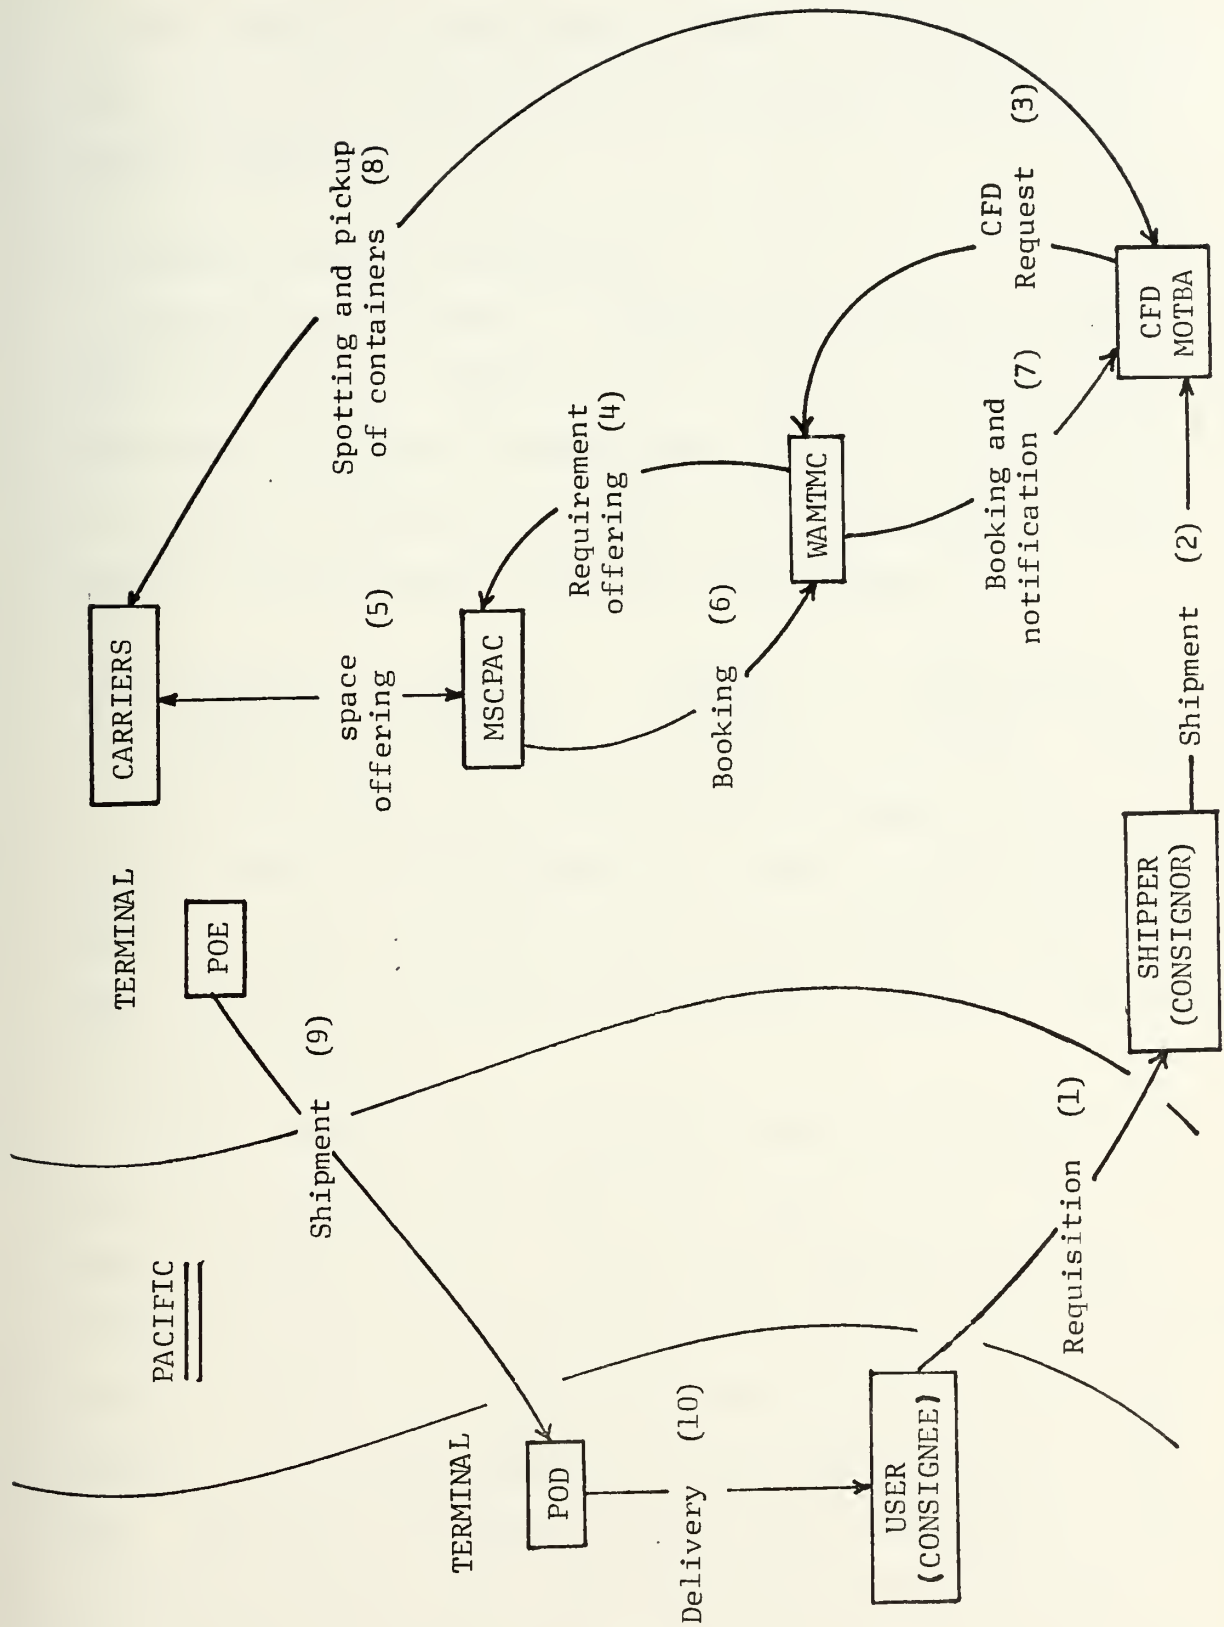 PACIFIC
TERMINAL
POE
CARRIERS
Shipment (9)
space
offering (5)
Spotting and pickup
of containers (8)
TERMINAL
POD
MSCPAC
Requirement
offering (4)
Delivery (10)
Booking (6)
WAMTMC
USER
(CONSIGNEE)
CFD
Request (3)
Booking and
notification (7)
Requisition (1)
SHIPPER
(CONSIGNOR)
Shipment (2)
CFD
MOTBA